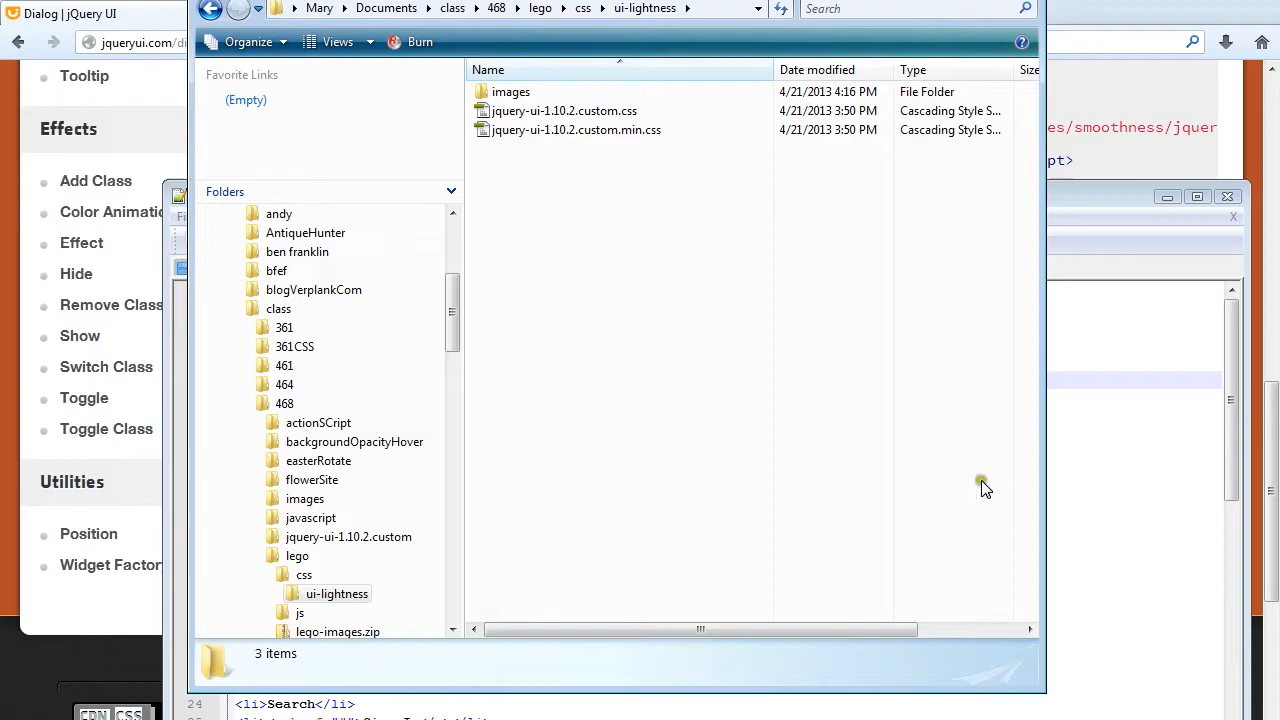 Dialog | jQuery UI
jqueryui.com/di
Mary
Documents
class
468
lego
css
ui-lightness
Search
Organize
Views
Burn
Favorite Links
(Empty)
Folders
Name
Date modified
Type
Size
images
4/21/2013 4:16 PM
File Folder
jquery-ui-1.10.2.custom.css
4/21/2013 3:50 PM
Cascading Style S...
jquery-ui-1.10.2.custom.min.css
4/21/2013 3:50 PM
Cascading Style S...
andy
AntiqueHunter
ben franklin
bfef
blogVerplankCom
class
361
361CSS
461
464
468
actionSCript
backgroundOpacityHover
easterRotate
flowerSite
images
javascript
jquery-ui-1.10.2.custom
lego
css
ui-lightness
js
lego-images.zip
3 items
Tooltip
Effects
Add Class
Color Animatio
Effect
Hide
Remove Class
Show
Switch Class
Toggle
Toggle Class
Utilities
Position
Widget Factor
es/smoothness/jquer
pt>
24
<li>Search</li>
CDN CSS